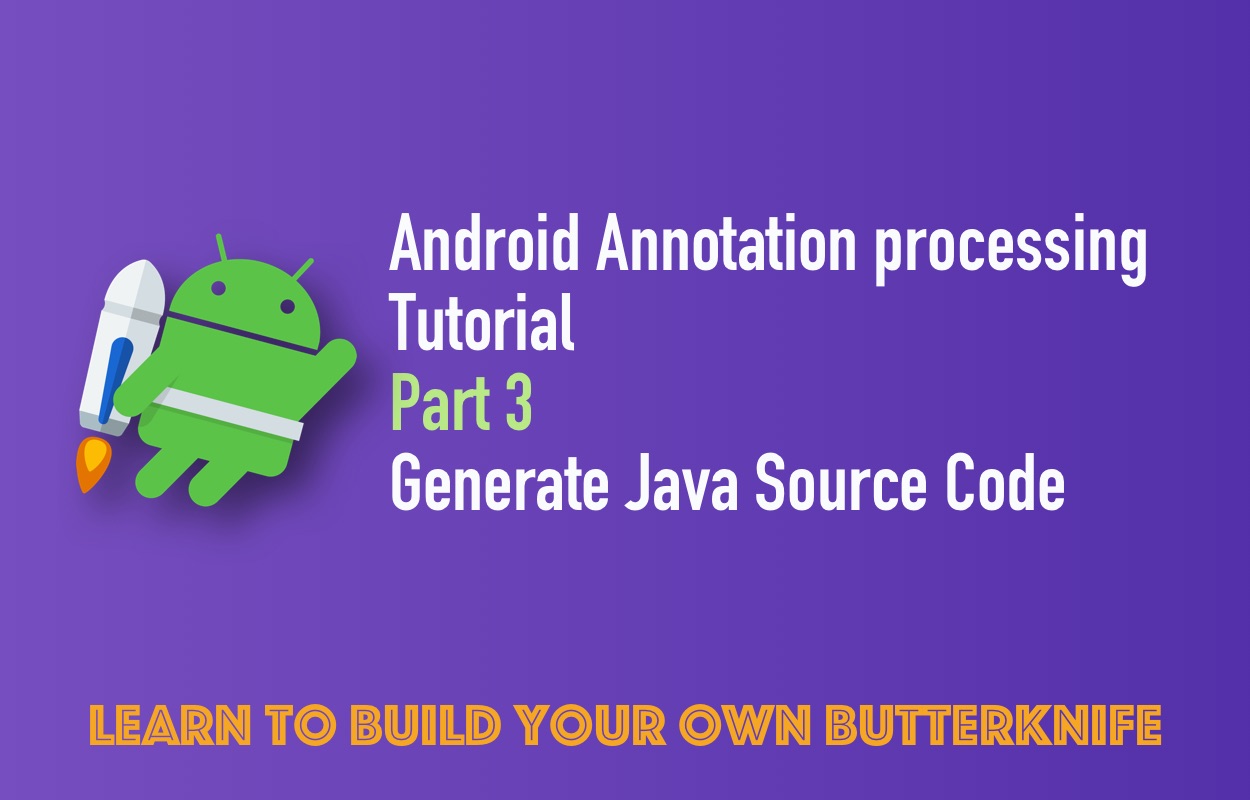 Android Annotation processing
Tutorial
Part 3
Generate Java Source Code
LEARN TO BUILD YOUR OWN BUTTERKNIFE